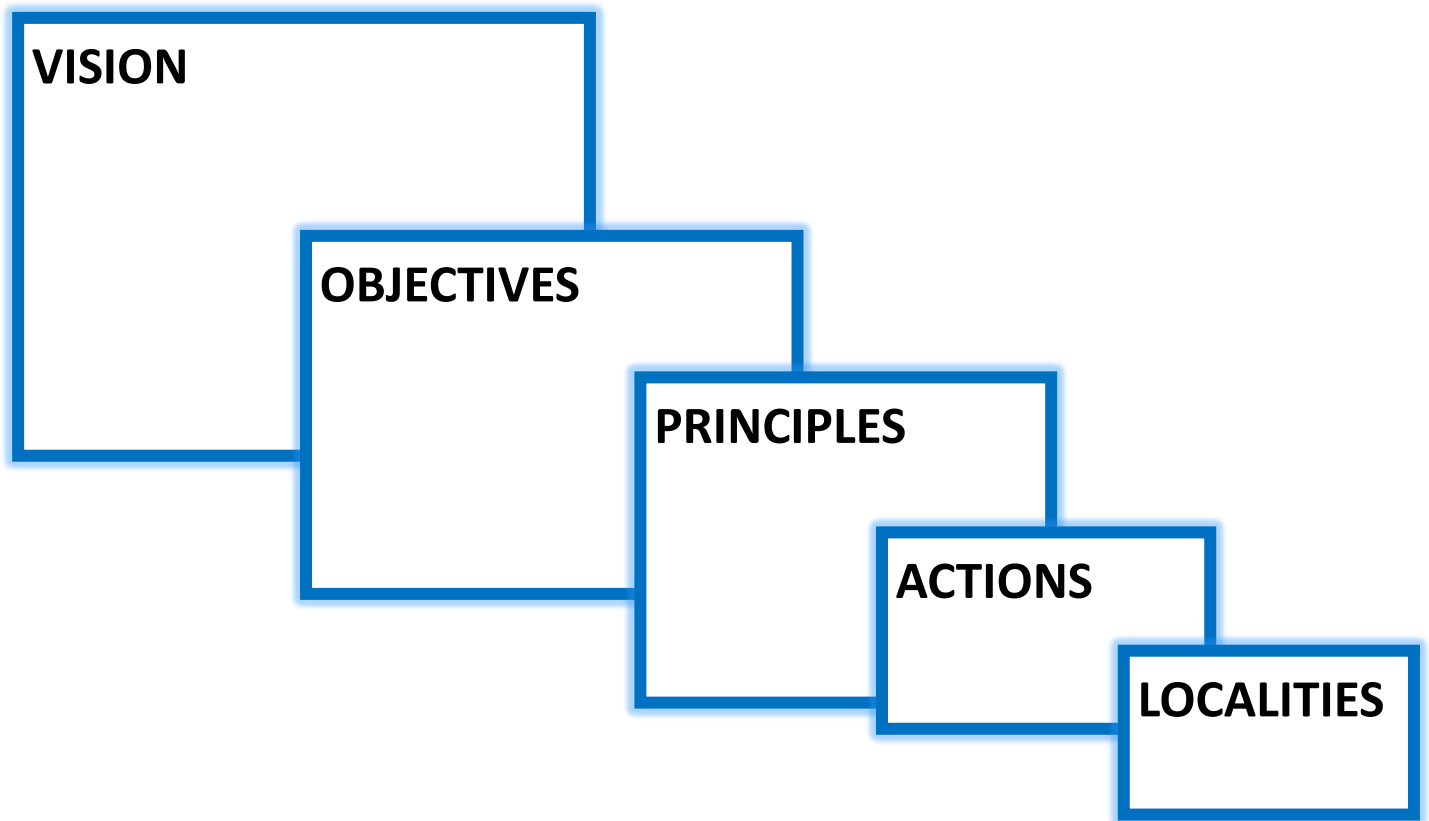 VISION
OBJECTIVES
PRINCIPLES
ACTIONS
LOCALITIES